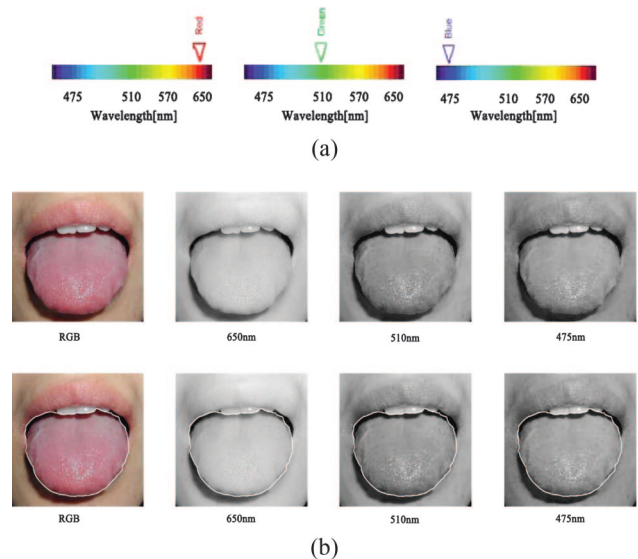 Red
Green
Blue
475 510 570 650
475 510 570 650
475 510 570 650
Wavelength[nm]
Wavelength[nm]
Wavelength[nm]
(a)
RGB
650nm
510nm
475nm
RGB
650nm
510nm
475nm
(b)